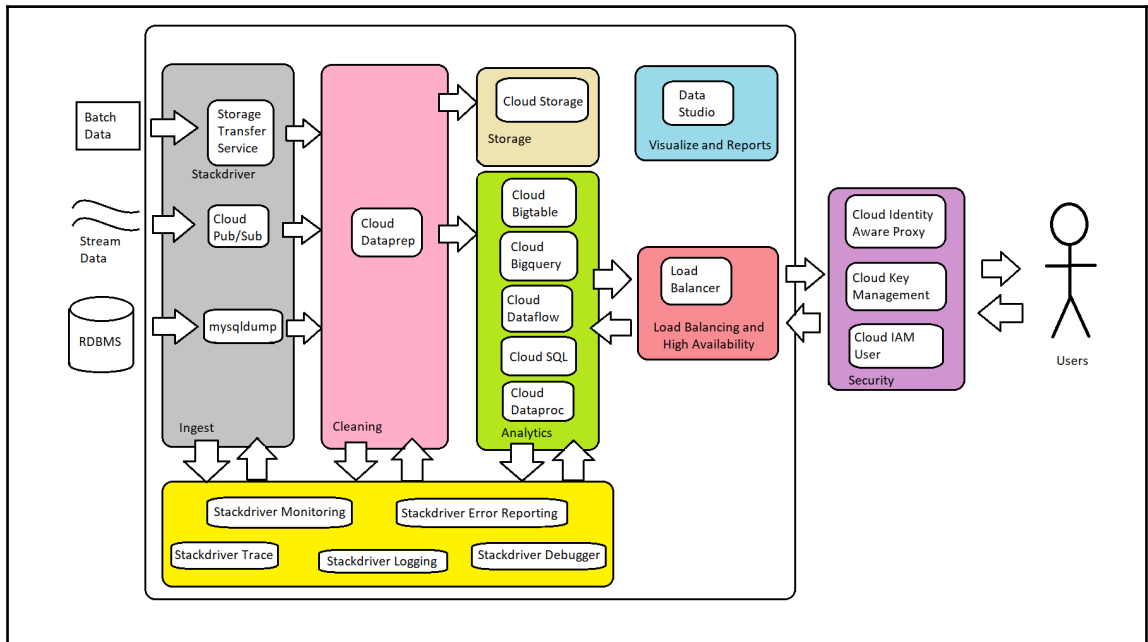 Batch
Data
Stream
Data
RDBMS
Storage
Transfer
Service
Stackdriver
Cloud
Pub/Sub
mysqldump
Ingest
Cloud
Dataprep
Cleaning
Cloud Storage
Storage
Cloud
Bigtable
Cloud
Bigquery
Cloud
Dataflow
Cloud SQL
Cloud
Dataproc
Analytics
Data
Studio
Visualize and Reports
Load
Balancer
Load Balancing and
High Availability
Cloud Identity
Aware Proxy
Cloud Key
Management
Cloud IAM
User
Security
Users
Stackdriver Monitoring
Stackdriver Error Reporting
Stackdriver Trace
Stackdriver Logging
Stackdriver Debugger